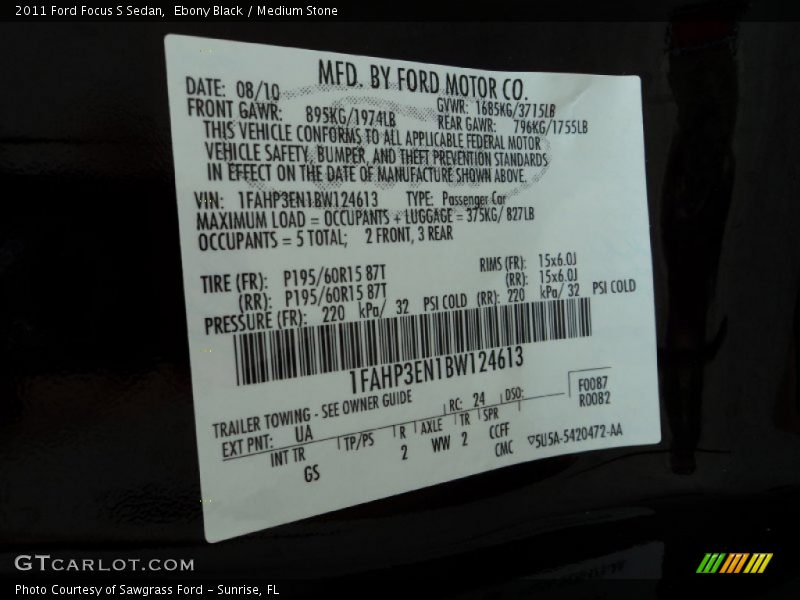 2011 Ford Focus S Sedan,  Ebony Black / Medium Stone
MFD. BY FORD MOTOR CO.
DATE: 08/10 GVWR: 1685KG/3715LB
FRONT GAWR: 895KG/1974LB REAR GAWR: 796KG/1755LB
THIS VEHICLE CONFORMS TO ALL APPLICABLE FEDERAL MOTOR
VEHICLE SAFETY, BUMPER, AND THEFT PREVENTION STANDARDS
IN EFFECT ON THE DATE OF MANUFACTURE SHOWN ABOVE.
VIN: 1FAHP3EN1BW124613 TYPE: Passenger Car
MAXIMUM LOAD = OCCUPANTS + LUGGAGE = 375KG/ 827LB
OCCUPANTS = 5 TOTAL; 2 FRONT, 3 REAR
TIRE (FR): P195/60R15 87T RIMS (FR): 15x6.0J
(RR): P195/60R15 87T (RR): 15x6.0J
PRESSURE (FR): 220 kPa/ 32 PSI COLD (RR): 220 kPa/ 32 PSI COLD
1FAHP3EN1BW124613
TRAILER TOWING - SEE OWNER GUIDE
RC: 24 DSO: F0087
R0082
EXT PNT: UA
INT TR TP/PS R AXLE TR SPR
GS 2 WW 2 CCFF
CMC ▽5U5A-5420472-AA
GTCARLOT.COM
Photo Courtesy of Sawgrass Ford - Sunrise, FL